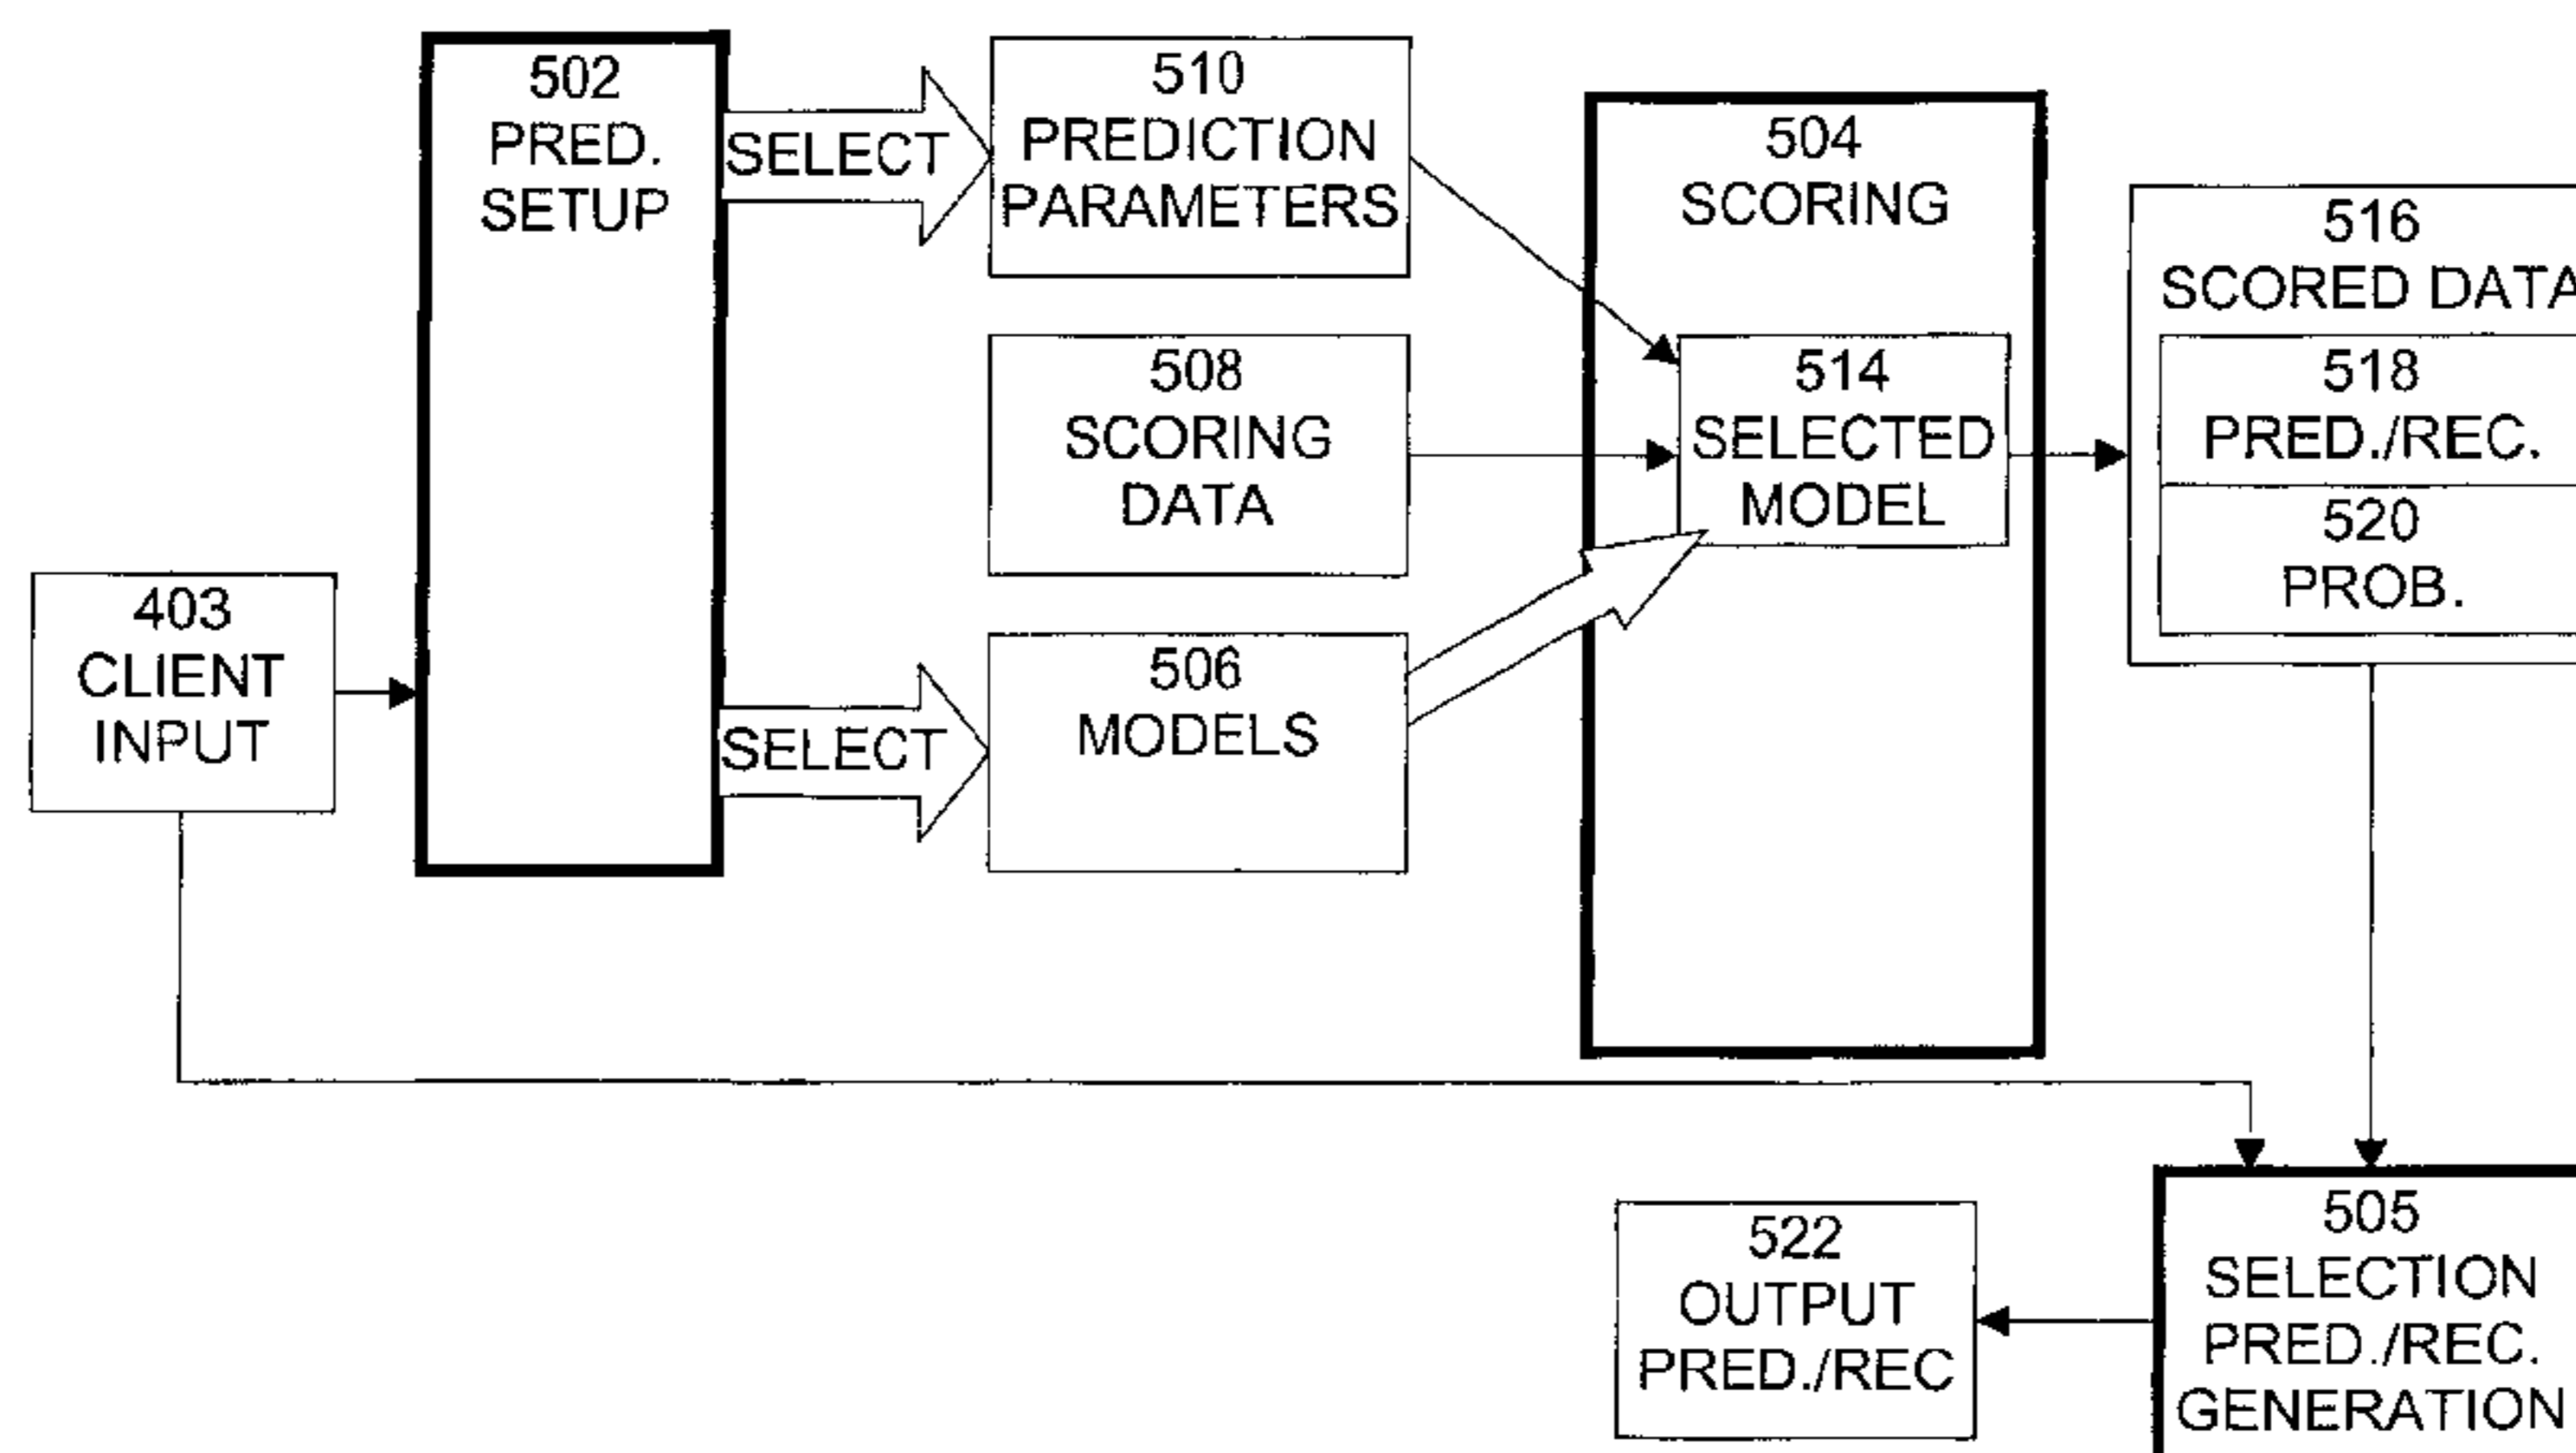 502
PRED.
SETUP
SELECT
510
PREDICTION
PARAMETERS
504
SCORING
516
SCORED DATA
508
SCORING
DATA
514
SELECTED
MODEL
518
PRED./REC.
520
PROB.
403
CLIENT
INPUT
SELECT
506
MODELS
522
OUTPUT
PRED./REC
505
SELECTION
PRED./REC.
GENERATION